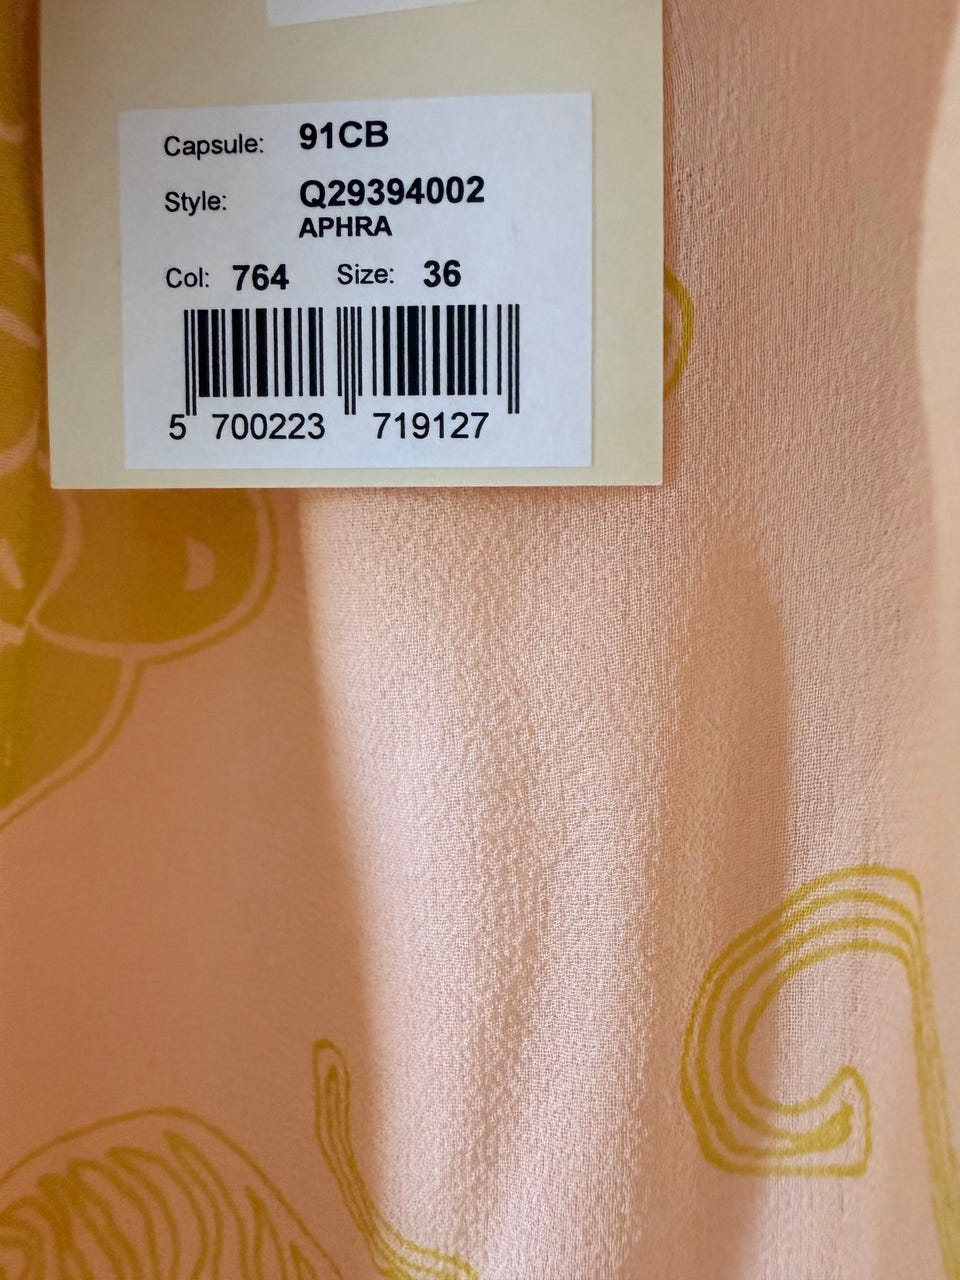 Capsule: 91CB
Style: Q29394002
APHRA
Col: 764 Size: 36
5 700223 719127